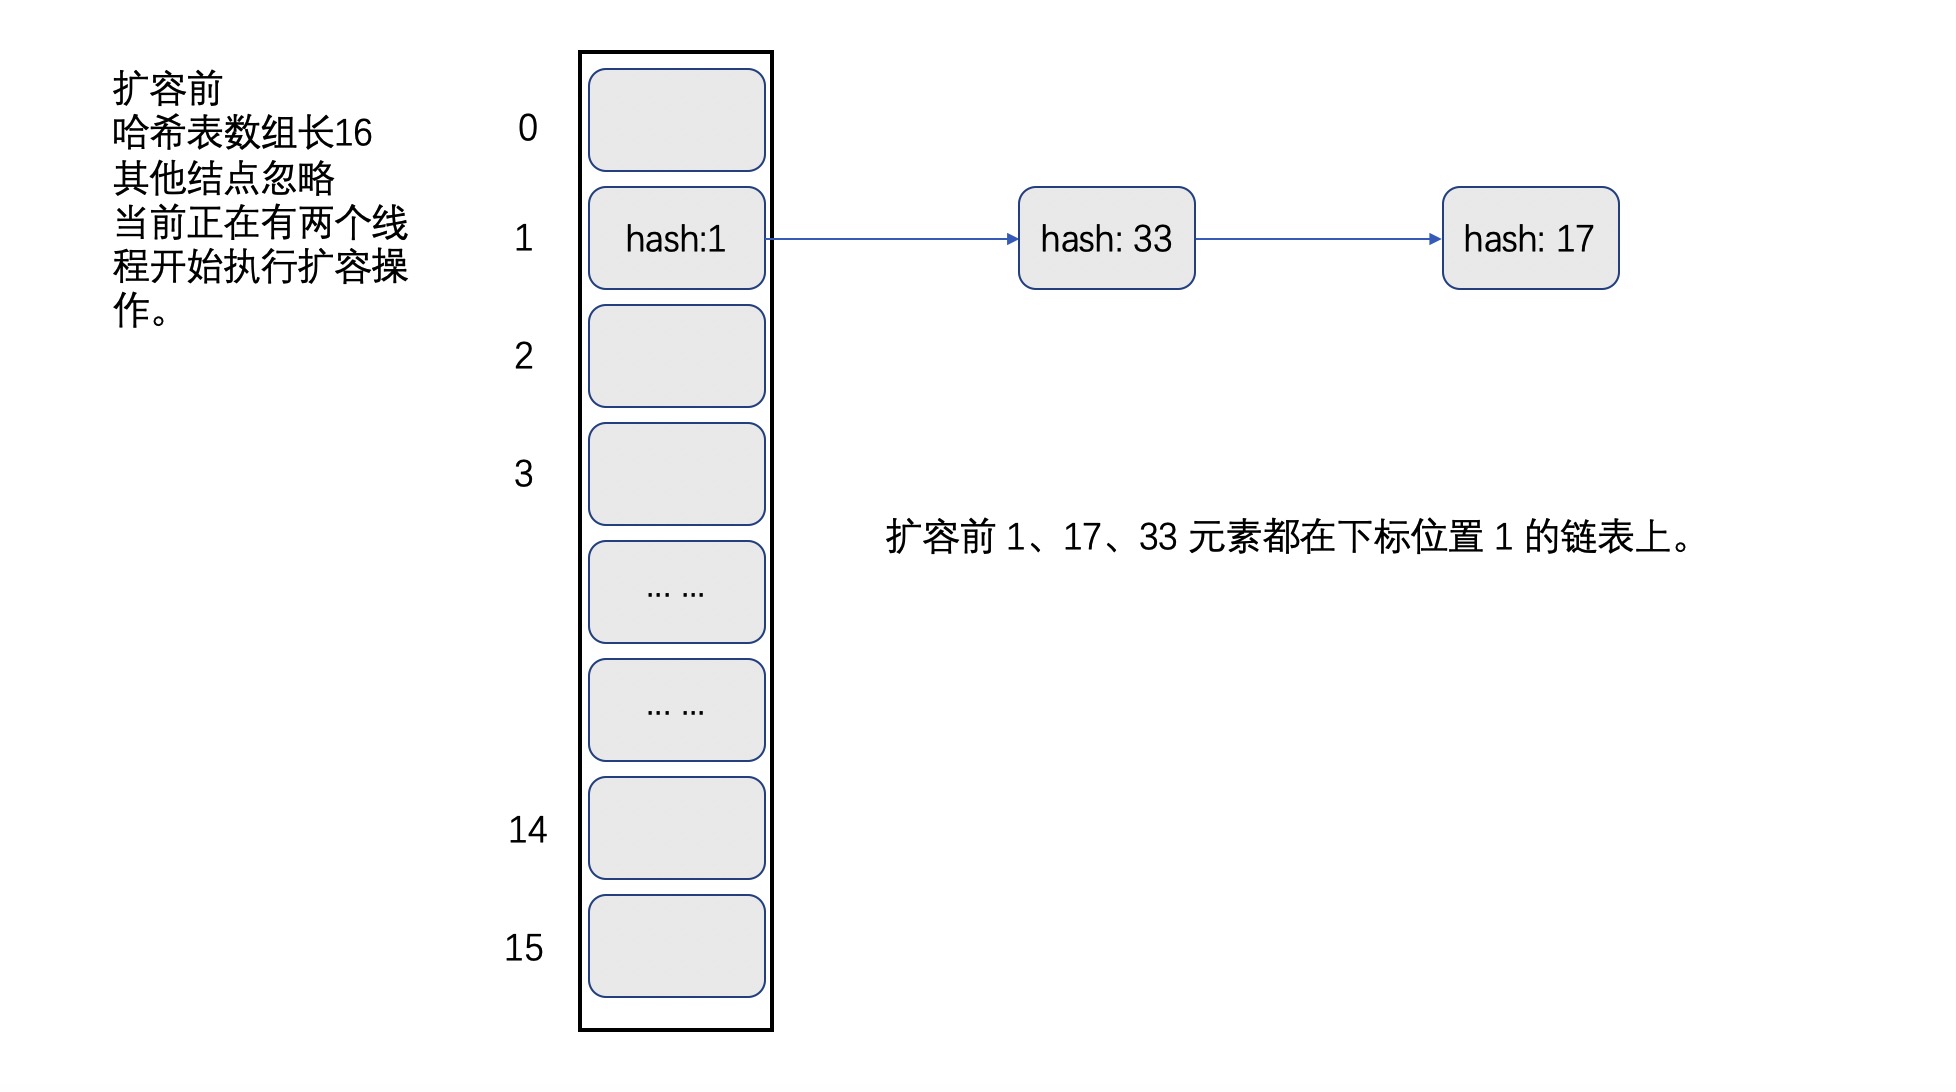 扩容前
哈希表数组长16
其他结点忽略
当前正在有两个线
程开始执行扩容操
作。
0
1
hash:1
hash: 33
hash: 17
2
3
扩容前 1、17、33 元素都在下标位置 1 的链表上。
... ...
... ...
14
15